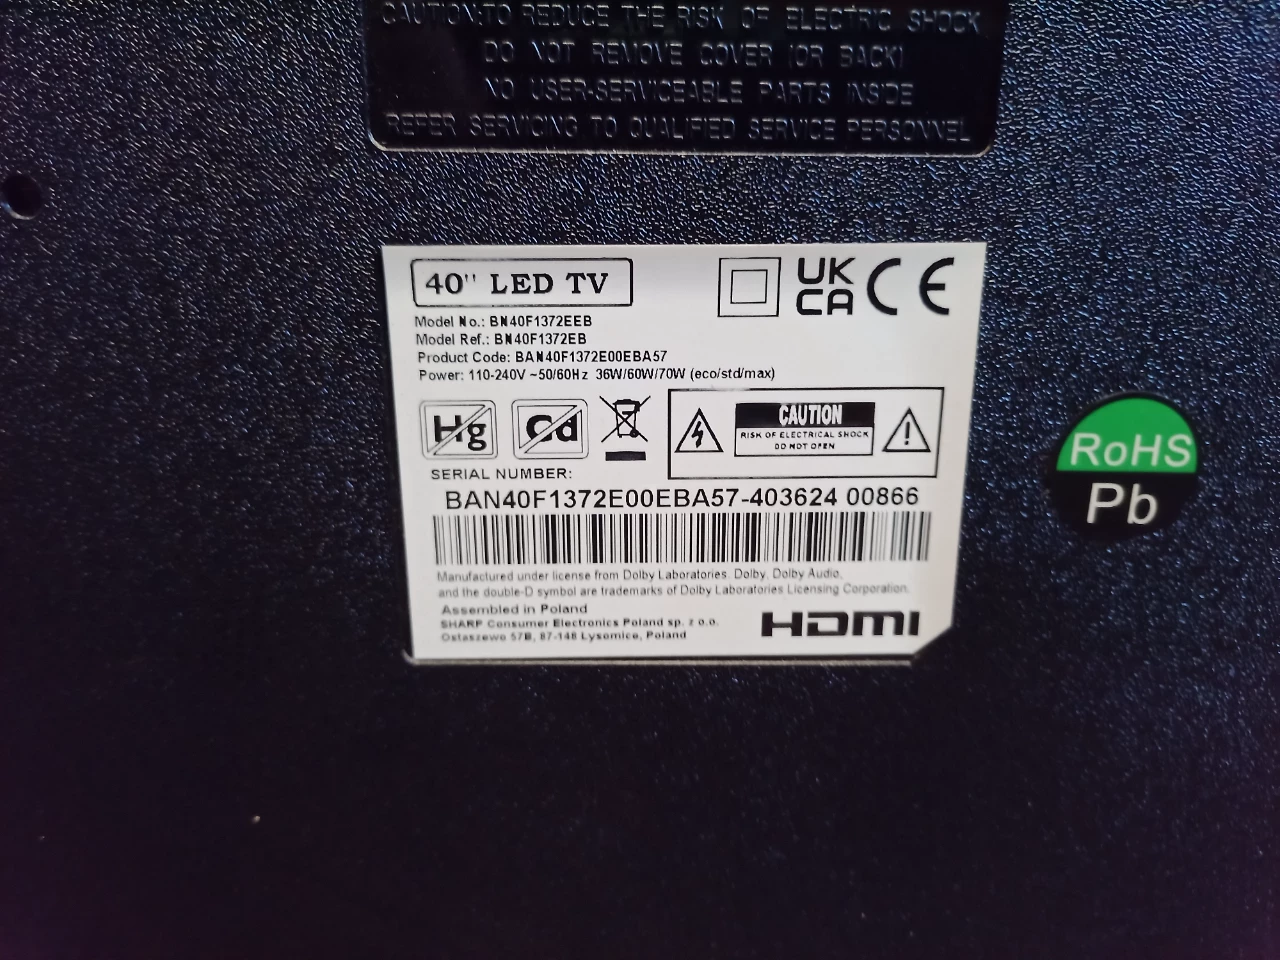 CAUTION:TO REDUCE THE RISK OF ELECTRIC SHOCK
DO NOT REMOVE COVER (OR BACK)
NO USER-SERVICEABLE PARTS INSIDE
REFER SERVICING TO QUALIFIED SERVICE PERSONNEL
40" LED TV
UK
CA
CE
Model No.: BN40F1372EEB
Model Ref.: BN40F1372EB
Product Code: BAN40F1372E00EBA57
Power: 110-240V ~50/60Hz 36W/60W/70W (eco/std/max)
Hg
Cd
CAUTION
RISK OF ELECTRICAL SHOCK
DO NOT OPEN
SERIAL NUMBER:
BAN40F1372E00EBA57-403624 00866
Manufactured under license from Dolby Laboratories. Dolby, Dolby Audio,
and the double-D symbol are trademarks of Dolby Laboratories Licensing Corporation.
Assembled in Poland
SHARP Consumer Electronics Poland sp. z o.o.
Ostaszewo 57B, 87-148 Lysomice, Poland
HDMI
RoHS
Pb